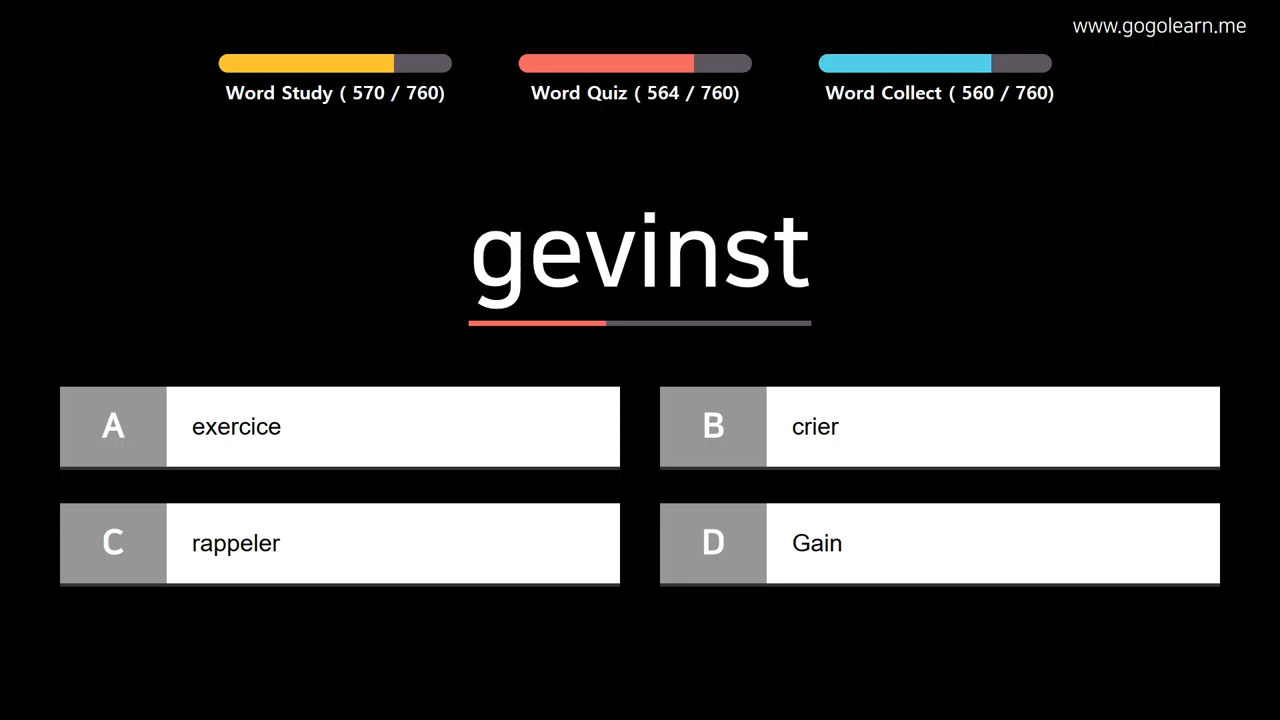 www.gogolearn.me
Word Study ( 570 / 760)
Word Quiz ( 564 / 760)
Word Collect ( 560 / 760)
gevinst
A exercice
B crier
C rappeler
D Gain